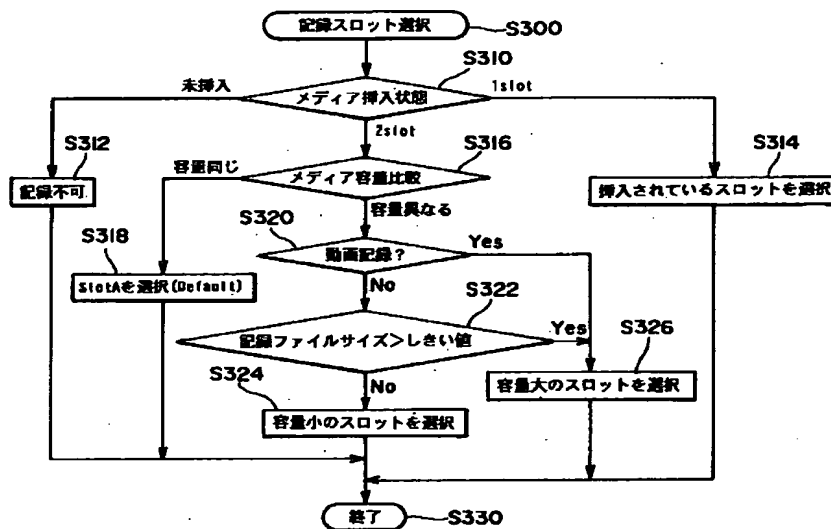 記録スロット選択
S300
S310
未挿入
メディア挿入状態
1slot
2slot
S312
S316
S314
容量同じ
メディア容量比較
記録不可
挿入されているスロットを選択
容量異なる
S320
Yes
S318
動画記録?
SlotAを選択(Default)
No
S322
記録ファイルサイズ>しきい値
Yes
S326
S324
No
容量大のスロットを選択
容量小のスロットを選択
終了
S330